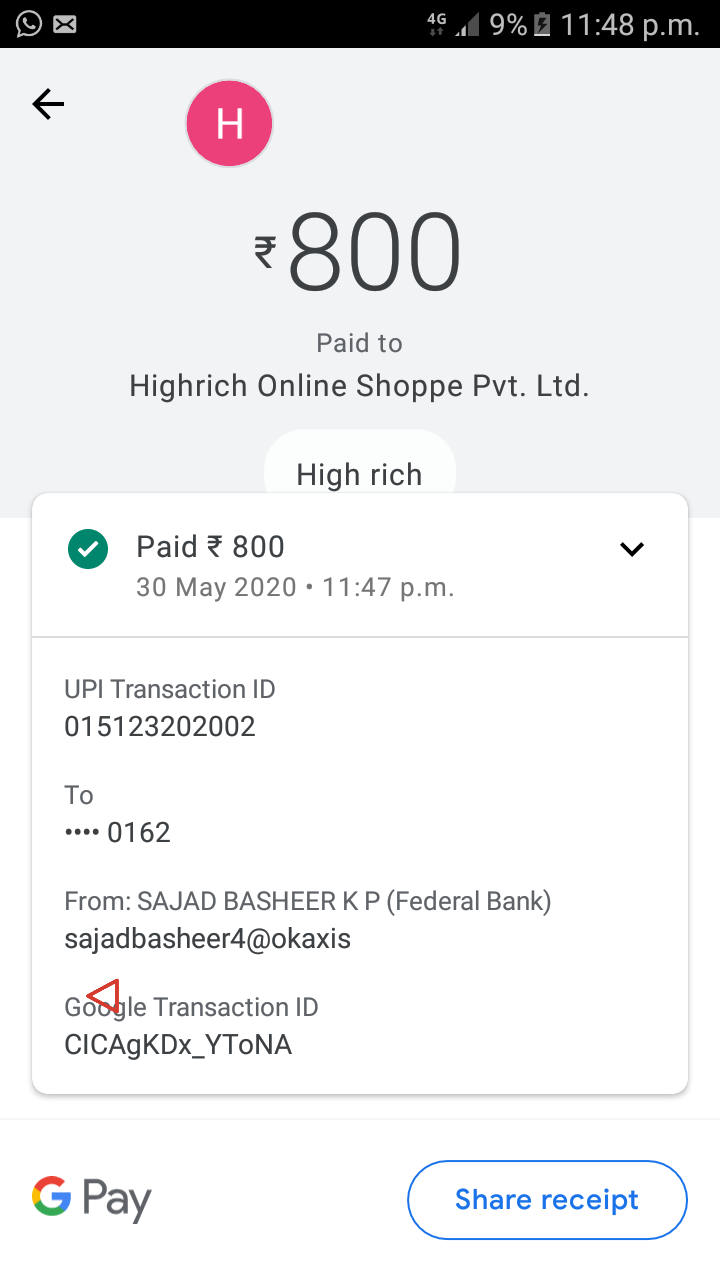 4G 9% 11:48 p.m.
H
₹800
Paid to
Highrich Online Shoppe Pvt. Ltd.
High rich
Paid ₹ 800
30 May 2020 • 11:47 p.m.
UPI Transaction ID
015123202002
To
•••• 0162
From: SAJAD BASHEER K P (Federal Bank)
sajadbasheer4@okaxis
Google Transaction ID
CICAgKDx_YToNA
G Pay
Share receipt